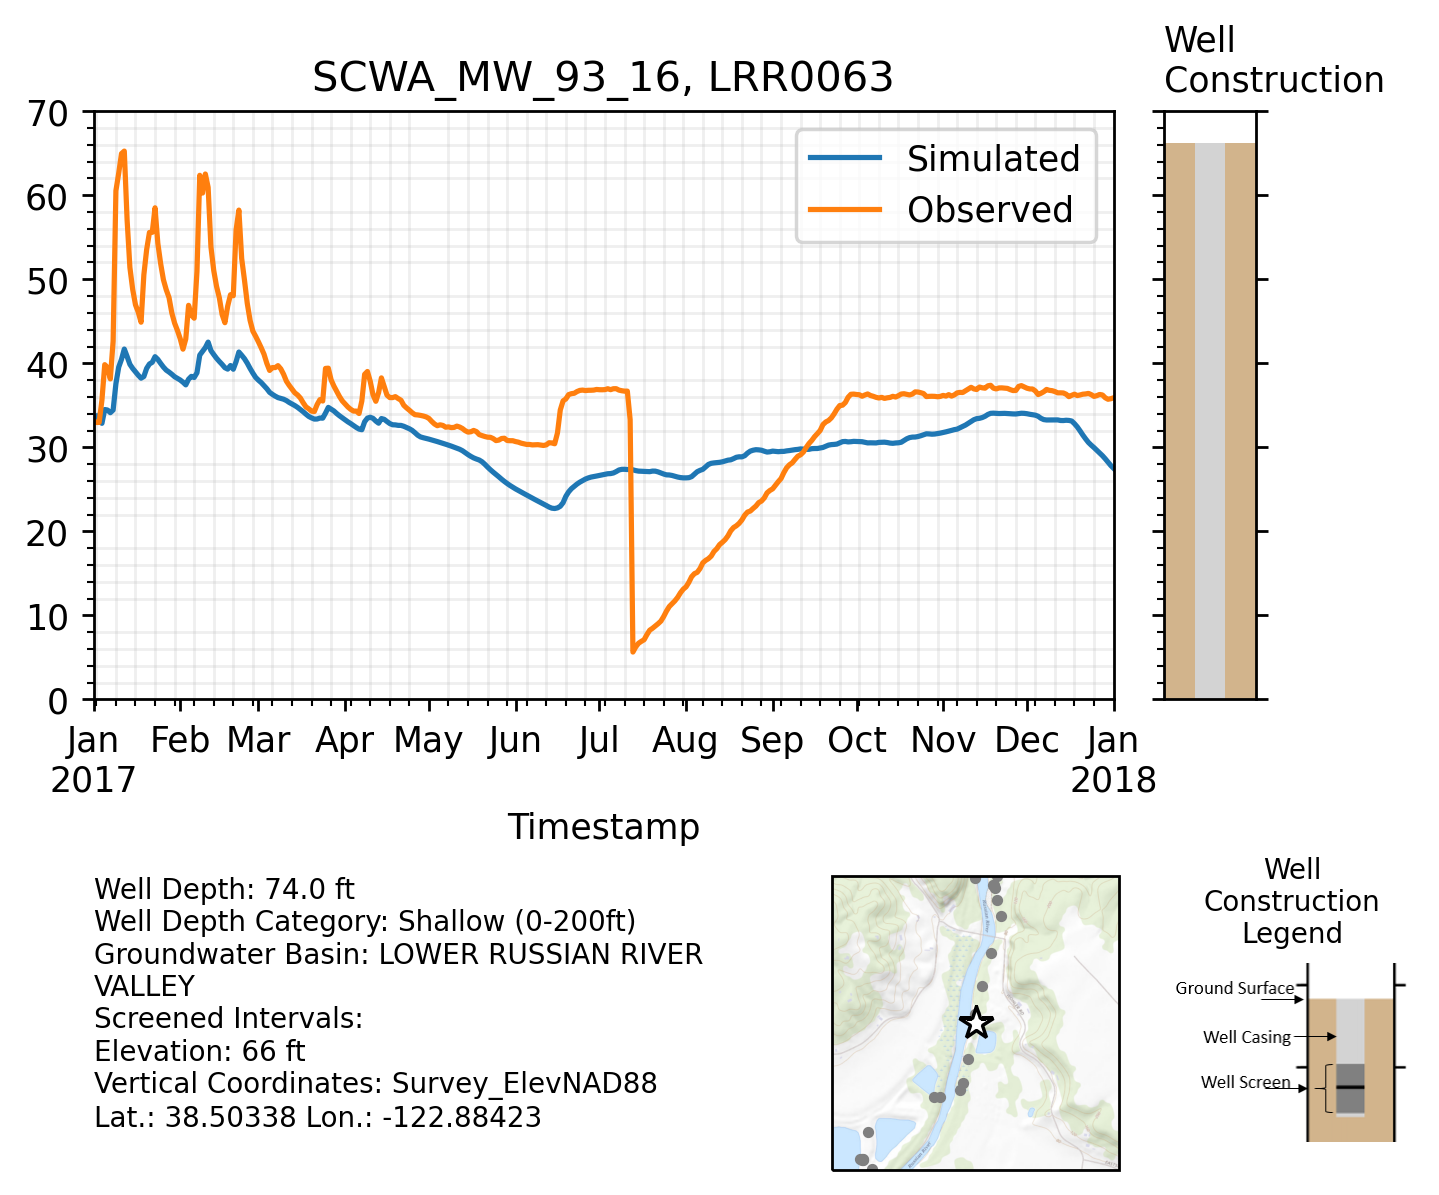 Well
Construction
SCWA_MW_93_16, LRR0063
70
60
50
40
30
20
10
0
Simulated
Observed
Jan Feb Mar Apr May Jun Jul Aug Sep Oct Nov Dec Jan
2017 2018
Timestamp
Well Depth: 74.0 ft
Well Depth Category: Shallow (0-200ft)
Groundwater Basin: LOWER RUSSIAN RIVER
VALLEY
Screened Intervals:
Elevation: 66 ft
Vertical Coordinates: Survey_ElevNAD88
Lat.: 38.50338 Lon.: -122.88423
Well
Construction
Legend
Ground Surface
Well Casing
Well Screen